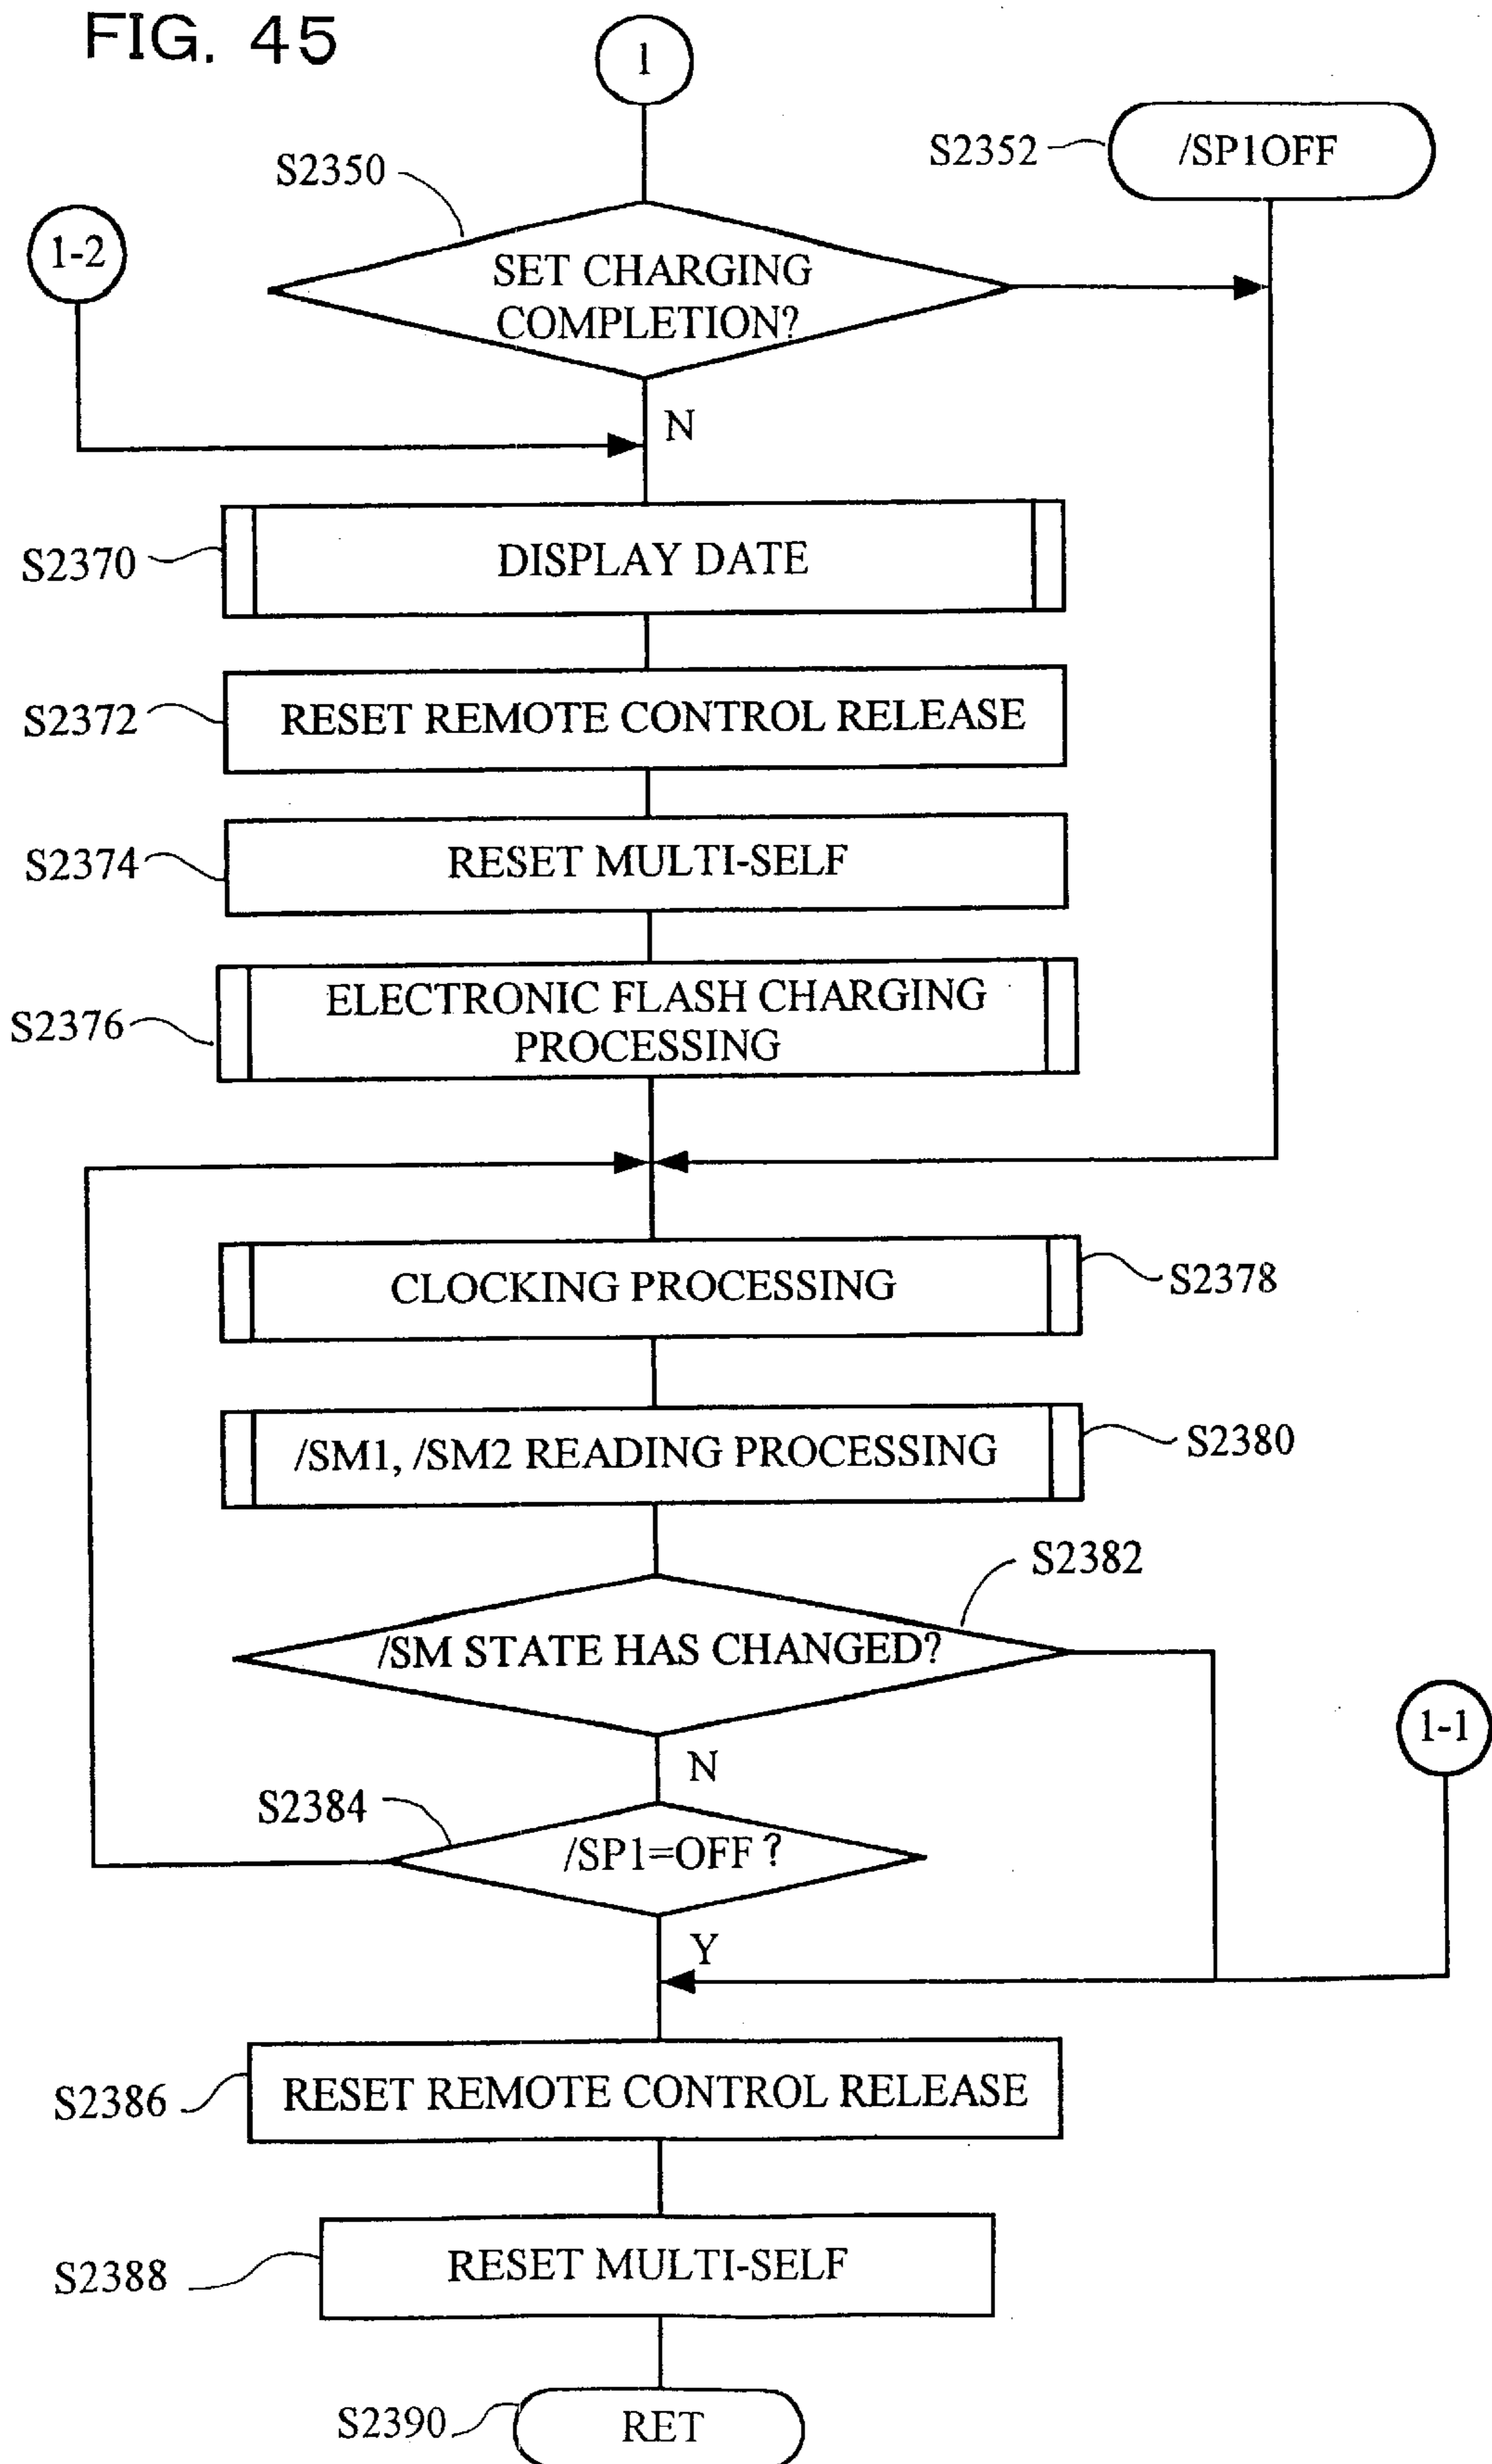 FIG. 45
1
S2352
/SP1OFF
S2350
1-2
SET CHARGING
COMPLETION?
N
S2370
DISPLAY DATE
S2372
RESET REMOTE CONTROL RELEASE
S2374
RESET MULTI-SELF
S2376
ELECTRONIC FLASH CHARGING
PROCESSING
CLOCKING PROCESSING
S2378
/SM1, /SM2 READING PROCESSING
S2380
S2382
/SM STATE HAS CHANGED?
1-1
N
S2384
/SP1=OFF ?
Y
S2386
RESET REMOTE CONTROL RELEASE
S2388
RESET MULTI-SELF
S2390
RET